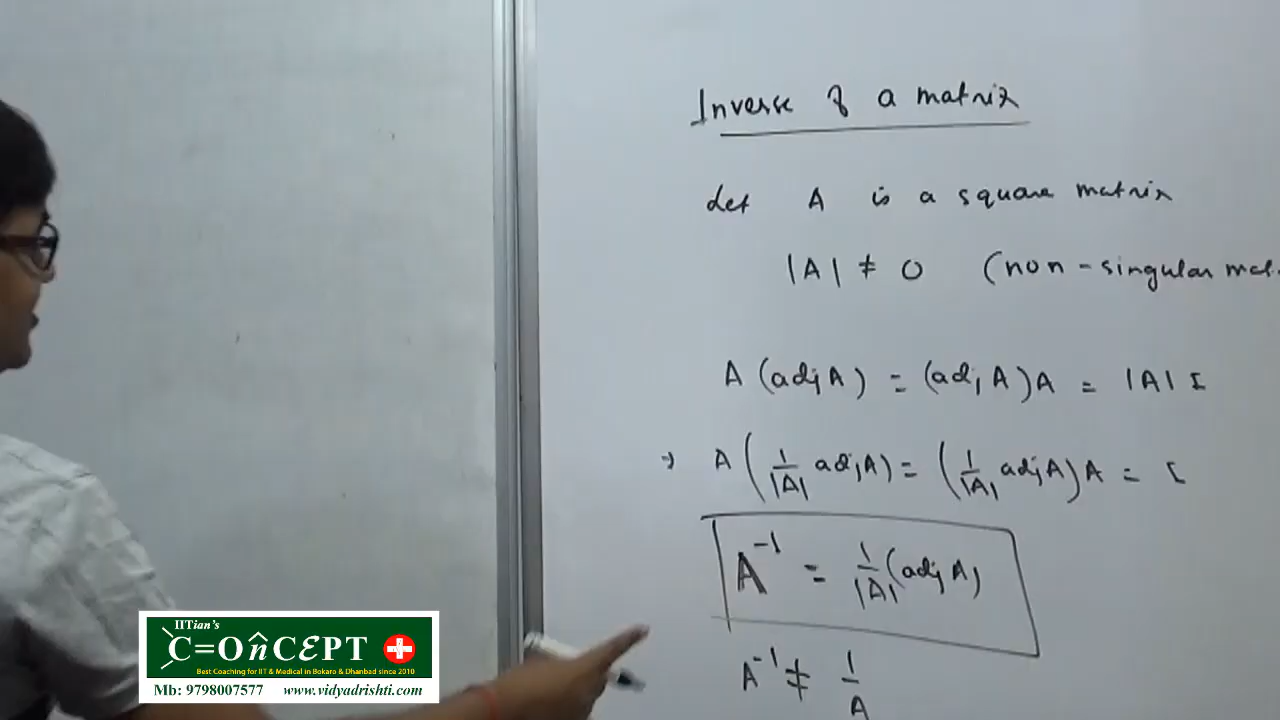 Inverse of a matrix
Let A is a square matrix
|A| ≠ 0 (non-singular mat.
A (adj A) = (adj A) A = |A| I
⇒ A (1/|A| adj A) = (1/|A| adj A) A = I
A⁻¹ = 1/|A| (adj A)
A⁻¹ ≠ 1/A
IITian's
C=OnCEPT
Best Coaching for IIT & Medical in Bokaro & Dhanbad since 2010
Mb: 9798007577 www.vidyadrishti.com